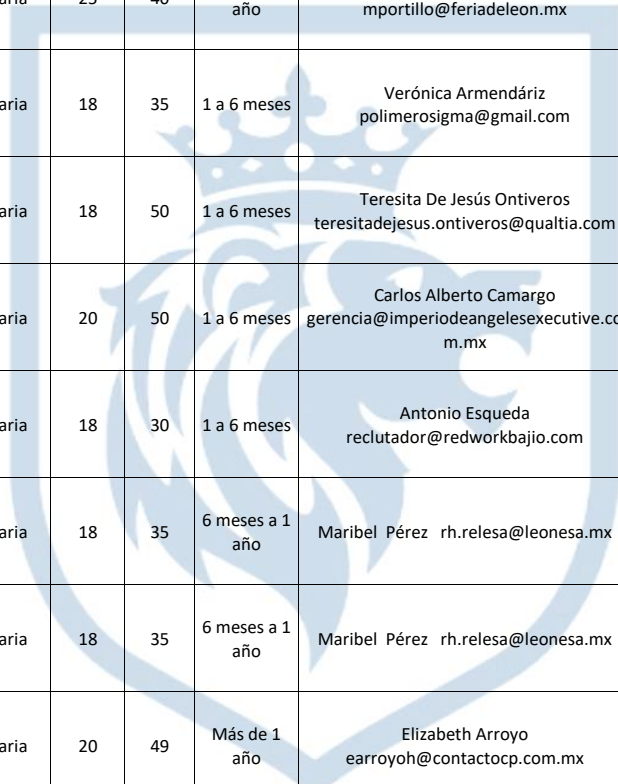 año
mportillo@feriadeleon.mx
aria 18 35 1 a 6 meses Verónica Armendáriz
polimerosigma@gmail.com
aria 18 50 1 a 6 meses Teresita De Jesús Ontiveros
teresitadejesus.ontiveros@qualtia.com
aria 20 50 1 a 6 meses Carlos Alberto Camargo
gerencia@imperiodeangelesexecutive.co
m.mx
aria 18 30 1 a 6 meses Antonio Esqueda
reclutador@redworkbajio.com
aria 18 35 6 meses a 1
año
Maribel Pérez rh.relesa@leonesa.mx
aria 18 35 6 meses a 1
año
Maribel Pérez rh.relesa@leonesa.mx
aria 20 49 Más de 1
año
Elizabeth Arroyo
earroyoh@contactocp.com.mx